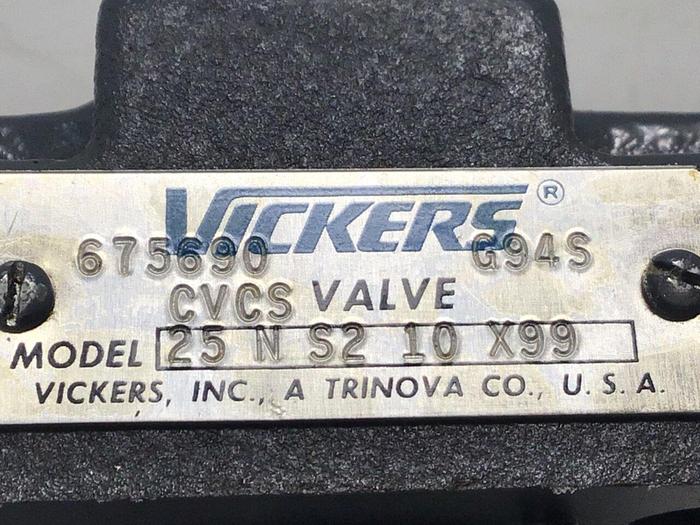 VICKERS®
675690 G94S
CVCS VALVE
MODEL 25 N S2 10 X99
VICKERS, INC., A TRINOVA CO., U.S.A.